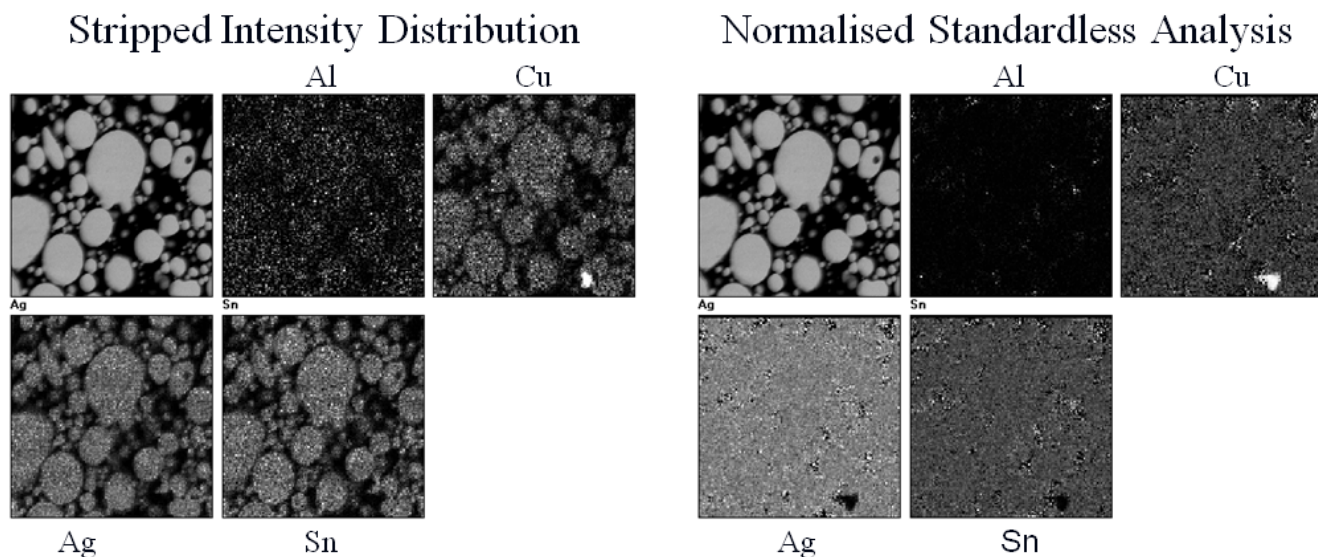 Stripped Intensity Distribution
Al Cu
Ag Sn
Ag Sn
Normalised Standardless Analysis
Al Cu
Ag Sn
Ag Sn